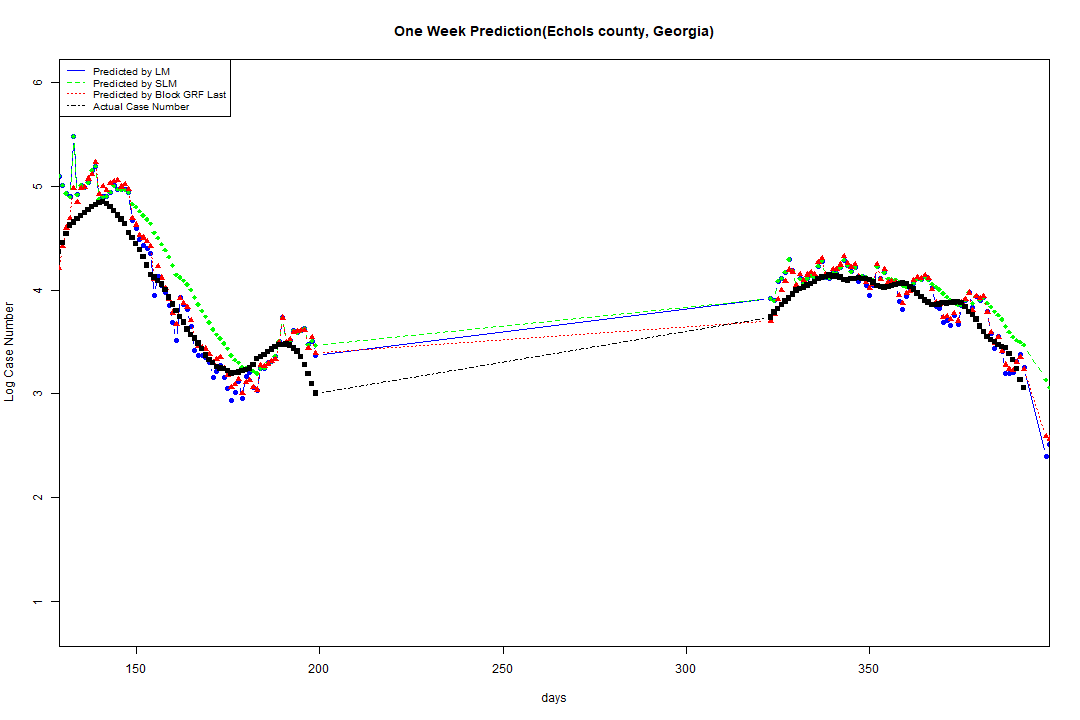 One Week Prediction(Echols county, Georgia)
Predicted by LM
Predicted by SLM
Predicted by Block GRF Last
Actual Case Number
Log Case Number
6
5
4
3
2
1
150
200
250
300
350
days